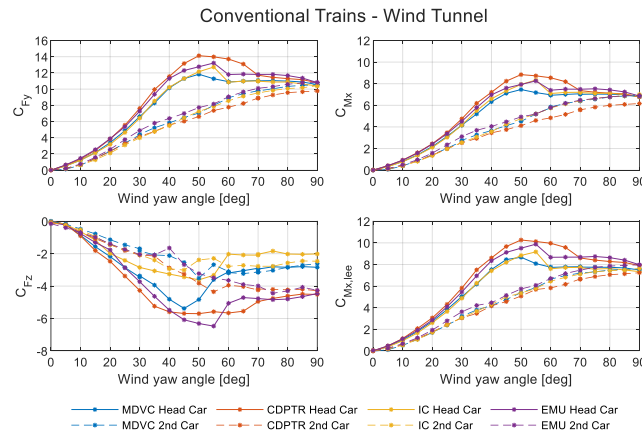 Conventional Trains - Wind Tunnel
16
14
12
10
8
6
4
2
0
C_Fy
0 10 20 30 40 50 60 70 80 90
Wind yaw angle [deg]
12
10
8
6
4
2
0
C_Mx
0 10 20 30 40 50 60 70 80 90
Wind yaw angle [deg]
0
-2
-4
-6
-8
C_Fz
0 10 20 30 40 50 60 70 80 90
Wind yaw angle [deg]
12
10
8
6
4
2
0
C_Mx,lee
0 10 20 30 40 50 60 70 80 90
Wind yaw angle [deg]
MDVC Head Car CDPTR Head Car IC Head Car EMU Head Car
MDVC 2nd Car CDPTR 2nd Car IC 2nd Car EMU 2nd Car